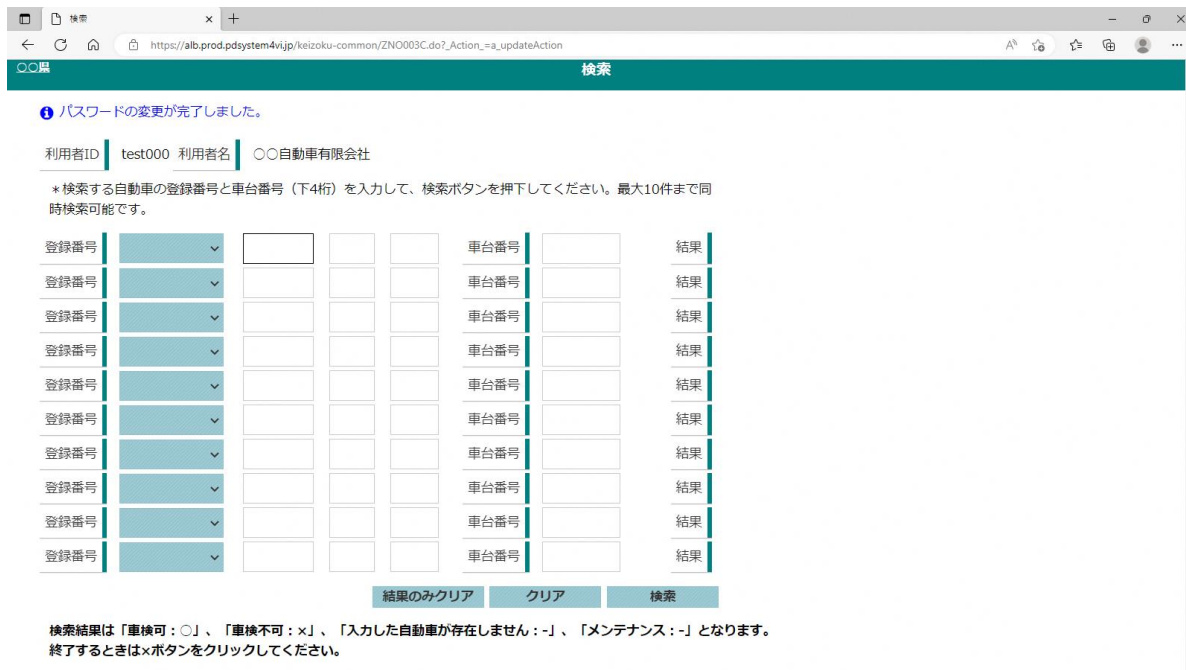 検索
https://alb.prod.pdsystem4vi.jp/keizoku-common/ZNO003C.do?_Action_=a_updateAction
○○県 検索
パスワードの変更が完了しました。
利用者ID test000 利用者名 ○○自動車有限会社
*検索する自動車の登録番号と車台番号（下4桁）を入力して、検索ボタンを押下してください。最大10件まで同
時検索可能です。
登録番号 車台番号 結果
登録番号 車台番号 結果
登録番号 車台番号 結果
登録番号 車台番号 結果
登録番号 車台番号 結果
登録番号 車台番号 結果
登録番号 車台番号 結果
登録番号 車台番号 結果
登録番号 車台番号 結果
登録番号 車台番号 結果
結果のみクリア クリア 検索
検索結果は「車検可：○」、「車検不可：×」、「入力した自動車が存在しません：-」、「メンテナンス：-」となります。
終了するときは×ボタンをクリックしてください。